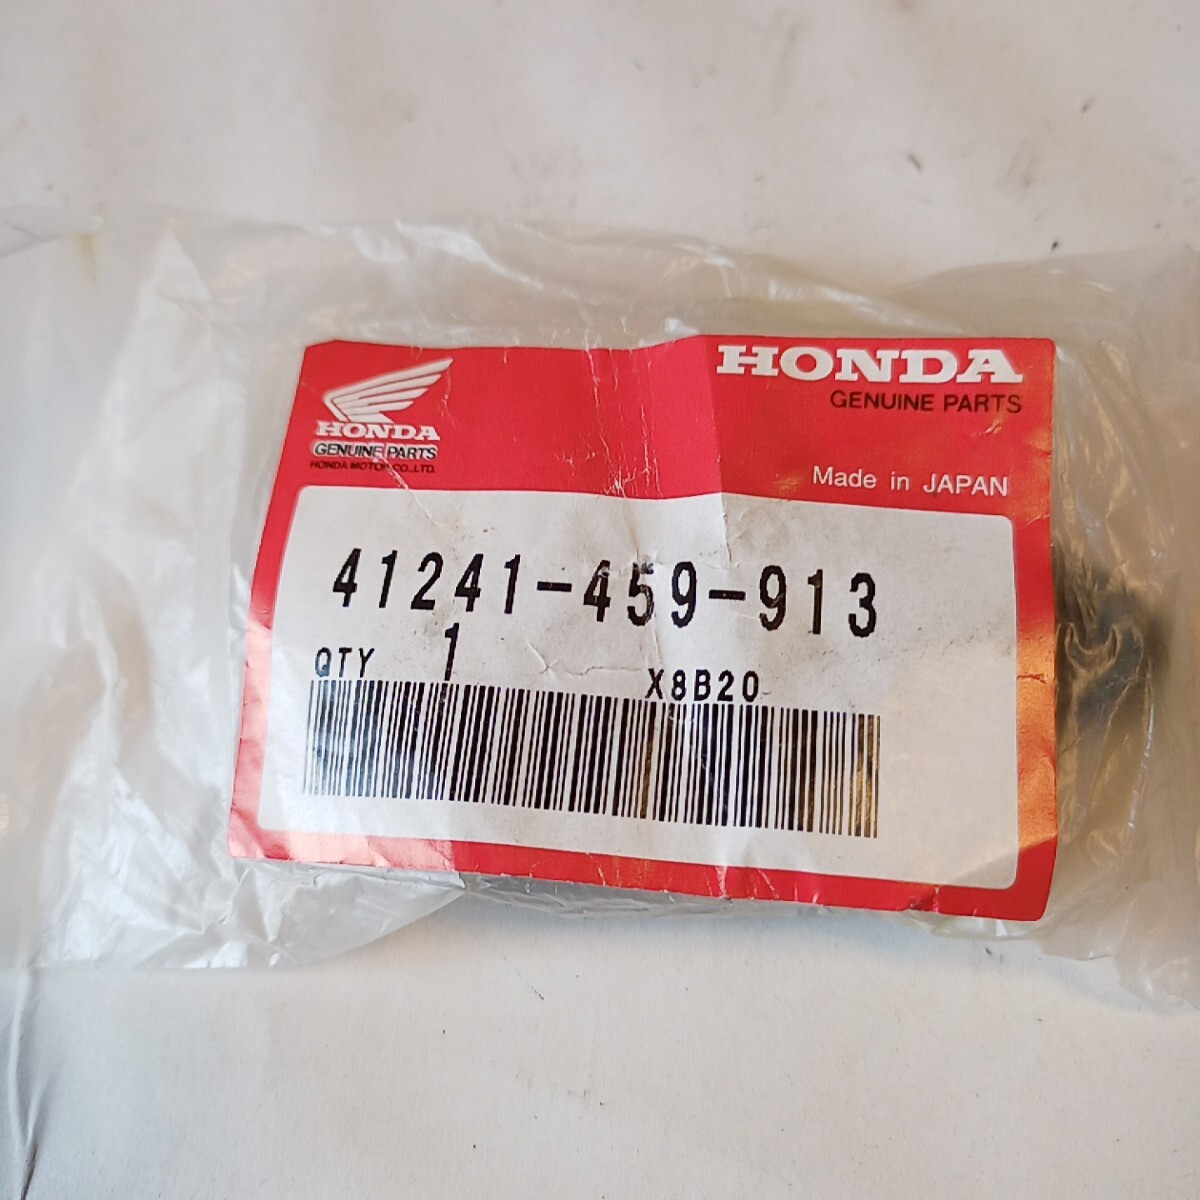 HONDA
GENUINE PARTS
HONDA MOTOR CO.,LTD.
HONDA
GENUINE PARTS
Made in JAPAN
41241-459-913
QTY 1 X8B20